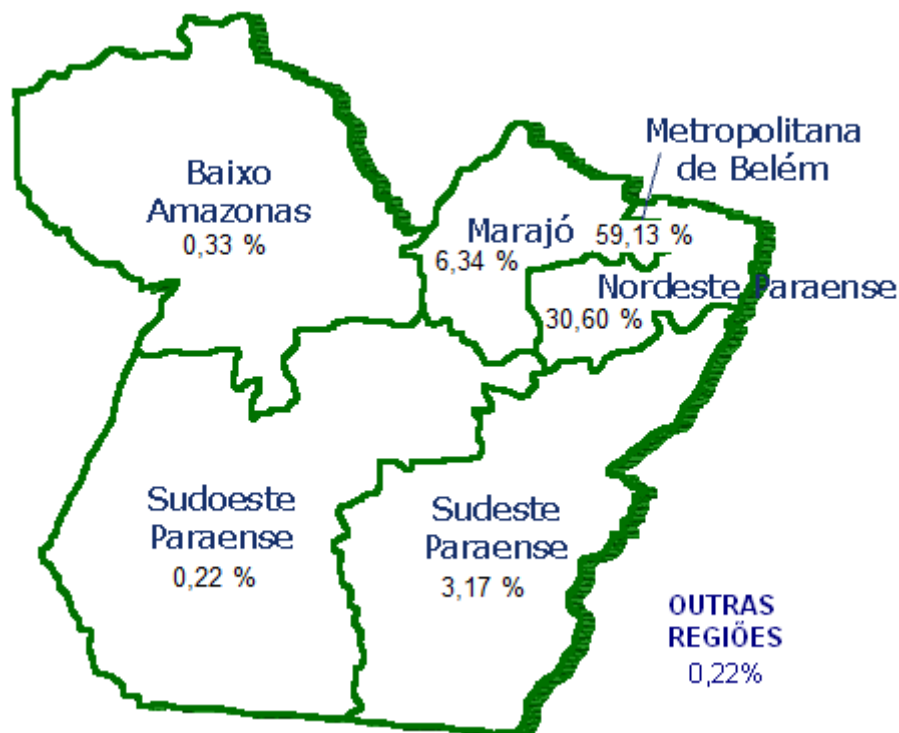 Metropolitana
de Belém
Baixo
Amazonas
0,33 %
Marajó
6,34 %
59,13 %
Nordeste Paraense
30,60 %
Sudoeste
Paraense
0,22 %
Sudeste
Paraense
3,17 %
OUTRAS
REGIÕES
0,22%